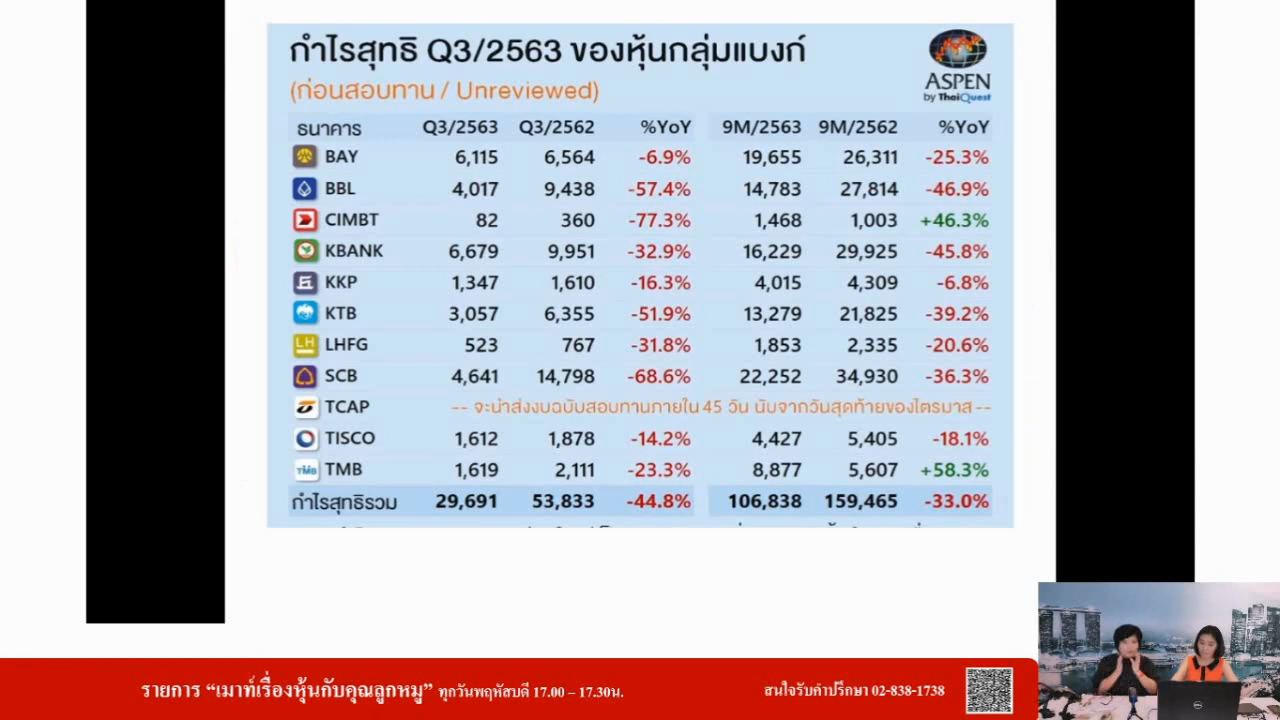 กำไรสุทธิ Q3/2563 ของหุ้นกลุ่มแบงก์
(ก่อนสอบทาน / Unreviewed)
ASPEN
by ThaiQuest
ธนาคาร Q3/2563 Q3/2562 %YoY 9M/2563 9M/2562 %YoY
BAY 6,115 6,564 -6.9% 19,655 26,311 -25.3%
BBL 4,017 9,438 -57.4% 14,783 27,814 -46.9%
CIMBT 82 360 -77.3% 1,468 1,003 +46.3%
KBANK 6,679 9,951 -32.9% 16,229 29,925 -45.8%
KKP 1,347 1,610 -16.3% 4,015 4,309 -6.8%
KTB 3,057 6,355 -51.9% 13,279 21,825 -39.2%
LH LHFG 523 767 -31.8% 1,853 2,335 -20.6%
SCB 4,641 14,798 -68.6% 22,252 34,930 -36.3%
TCAP -- จะนำส่งงบฉบับสอบทานภายใน 45 วัน นับจากวันสุดท้ายของไตรมาส --
TISCO 1,612 1,878 -14.2% 4,427 5,405 -18.1%
TMB TMB 1,619 2,111 -23.3% 8,877 5,607 +58.3%
กำไรสุทธิรวม 29,691 53,833 -44.8% 106,838 159,465 -33.0%
รายการ “เมาท์เรื่องหุ้นกับคุณลูกหมู” ทุกวันพฤหัสบดี 17.00 – 17.30น.
สนใจรับคำปรึกษา 02-838-1738